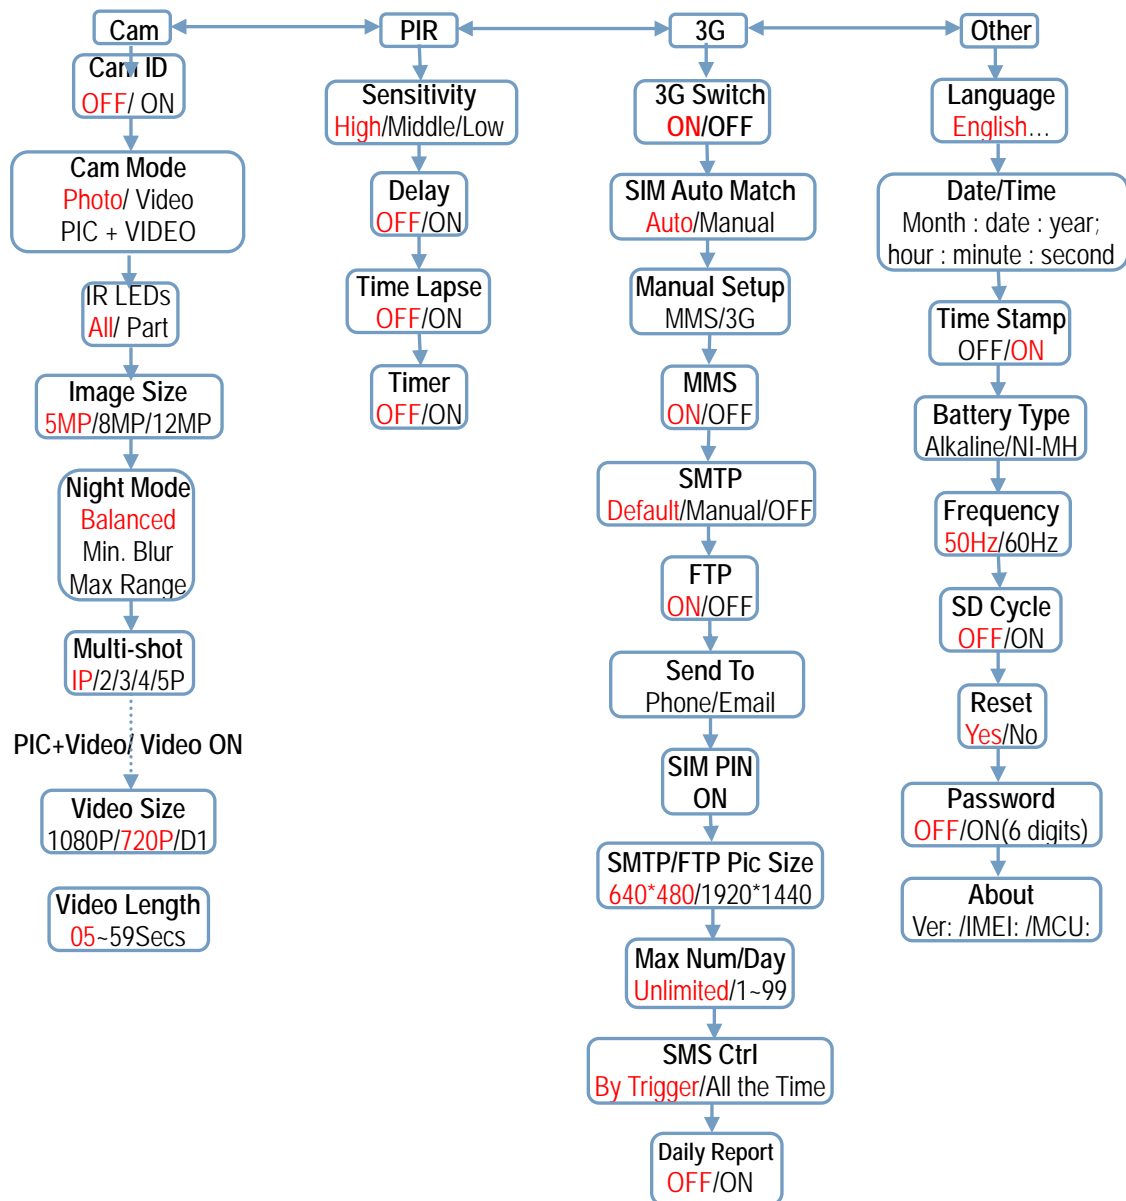 Cam
PIR
3G
Other
Cam ID
OFF/ ON
Cam Mode
Photo/ Video
PIC + VIDEO
IR LEDs
All/ Part
Image Size
5MP/8MP/12MP
Night Mode
Balanced
Min. Blur
Max Range
Multi-shot
IP/2/3/4/5P
PIC+Video/ Video ON
Video Size
1080P/720P/D1
Video Length
05~59Secs
Sensitivity
High/Middle/Low
Delay
OFF/ON
Time Lapse
OFF/ON
Timer
OFF/ON
3G Switch
ON/OFF
SIM Auto Match
Auto/Manual
Manual Setup
MMS/3G
MMS
ON/OFF
SMTP
Default/Manual/OFF
FTP
ON/OFF
Send To
Phone/Email
SIM PIN
ON
SMTP/FTP Pic Size
640*480/1920*1440
Max Num/Day
Unlimited/1~99
SMS Ctrl
By Trigger/All the Time
Daily Report
OFF/ON
Language
English...
Date/Time
Month : date : year;
hour : minute : second
Time Stamp
OFF/ON
Battery Type
Alkaline/NI-MH
Frequency
50Hz/60Hz
SD Cycle
OFF/ON
Reset
Yes/No
Password
OFF/ON(6 digits)
About
Ver: /IMEI: /MCU: